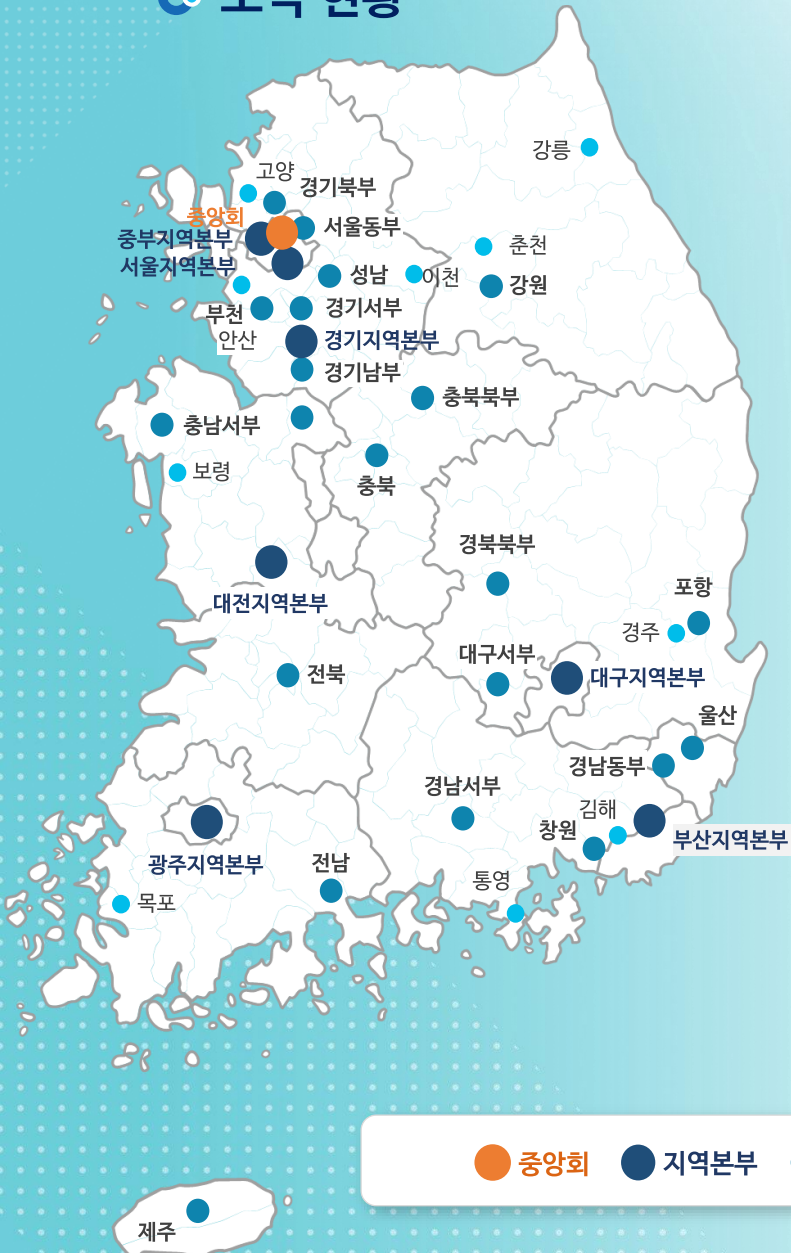 조직 현황
강릉
고양
경기북부
중앙회
서울동부
중부지역본부
춘천
서울지역본부
성남
이천
강원
부천
경기서부
안산
경기지역본부
경기남부
충북북부
충남서부
보령
충북
경북북부
포항
대전지역본부
경주
대구서부
전북
대구지역본부
울산
경남동부
경남서부
김해
창원
부산지역본부
광주지역본부
전남
통영
목포
중앙회
지역본부
제주